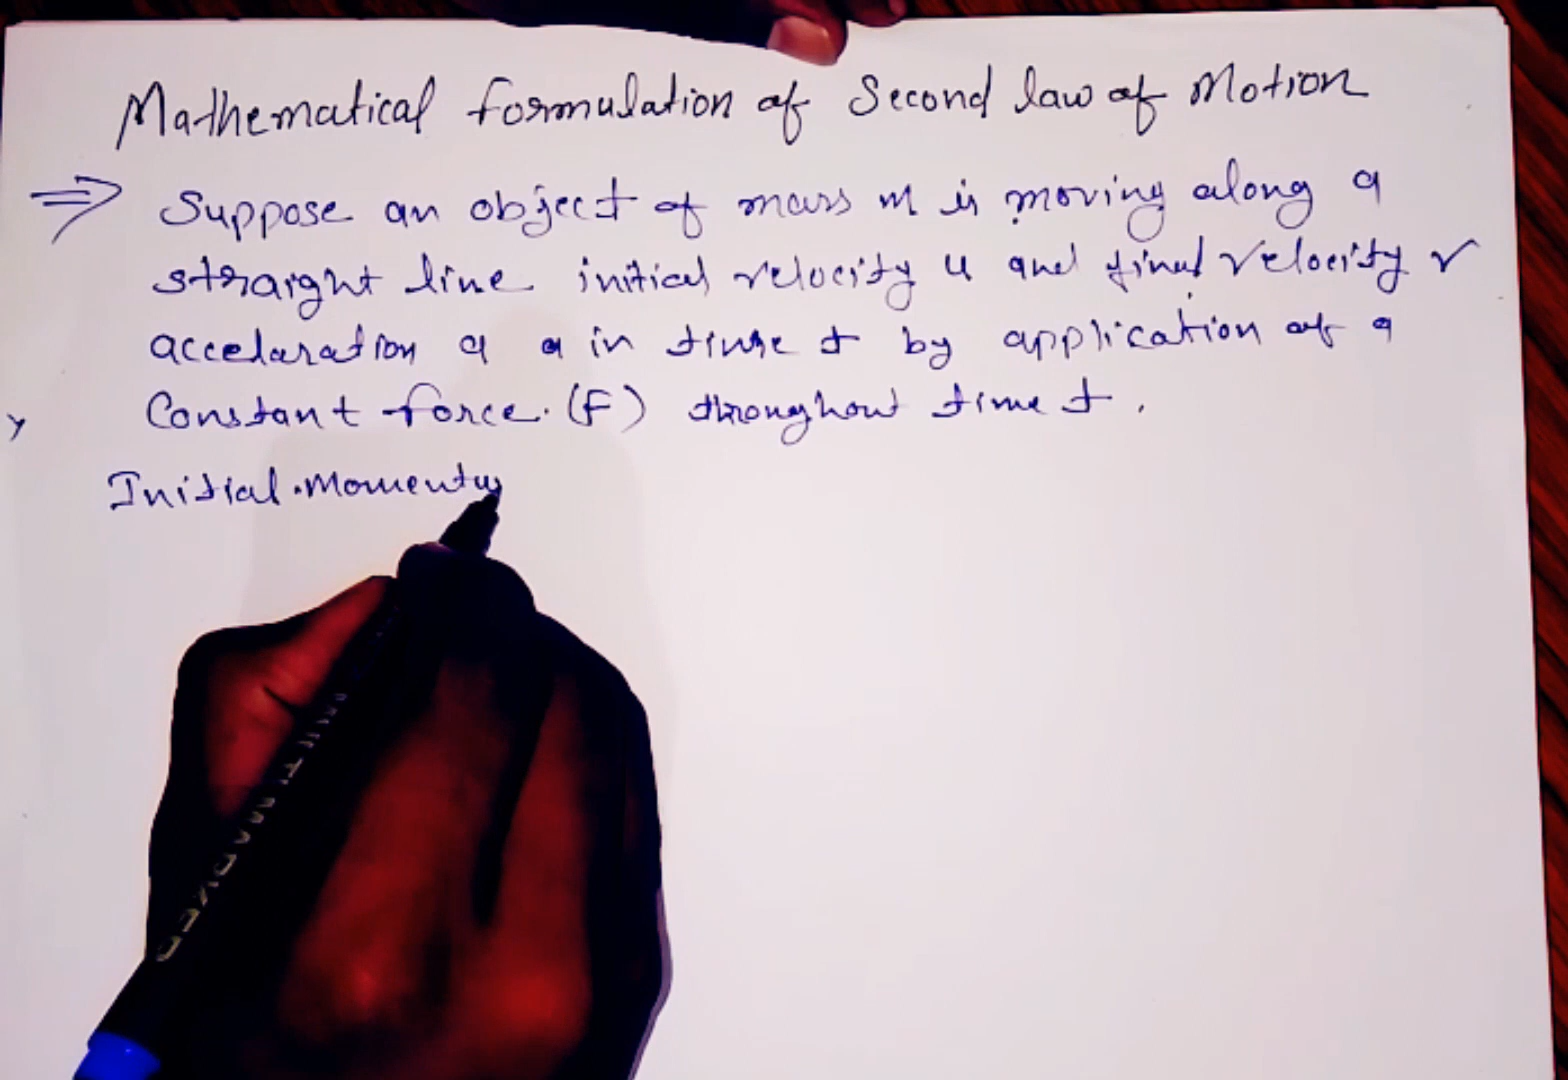 Mathematical formulation of Second law of Motion
⇒ Suppose an object of mass m is moving along a
straight line initial velocity u and final velocity v
accelaration a a in time t by application of a
Constant force. (F) throughout time t.
Initial Momentu